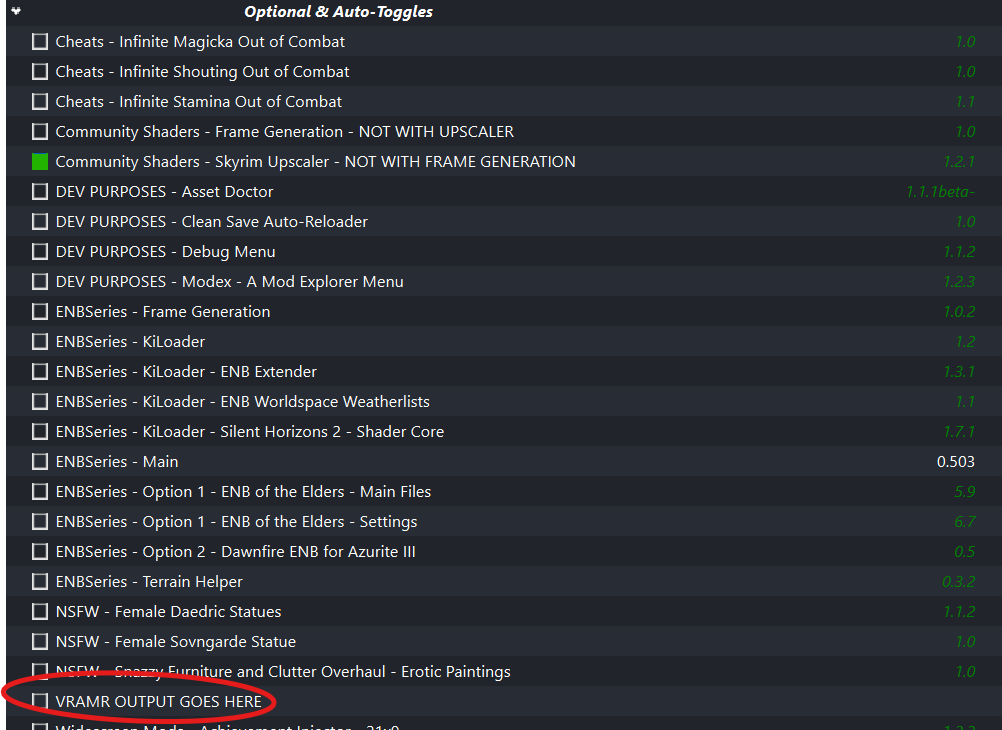 Optional & Auto-Toggles
Cheats - Infinite Magicka Out of Combat 1.0
Cheats - Infinite Shouting Out of Combat 1.0
Cheats - Infinite Stamina Out of Combat 1.1
Community Shaders - Frame Generation - NOT WITH UPSCALER 1.0
Community Shaders - Skyrim Upscaler - NOT WITH FRAME GENERATION 1.2.1
DEV PURPOSES - Asset Doctor 1.1.1beta-
DEV PURPOSES - Clean Save Auto-Reloader 1.0
DEV PURPOSES - Debug Menu 1.1.2
DEV PURPOSES - Modex - A Mod Explorer Menu 1.2.3
ENBSeries - Frame Generation 1.0.2
ENBSeries - KiLoader 1.2
ENBSeries - KiLoader - ENB Extender 1.3.1
ENBSeries - KiLoader - ENB Worldspace Weatherlists 1.1
ENBSeries - KiLoader - Silent Horizons 2 - Shader Core 1.7.1
ENBSeries - Main 0.503
ENBSeries - Option 1 - ENB of the Elders - Main Files 5.9
ENBSeries - Option 1 - ENB of the Elders - Settings 6.7
ENBSeries - Option 2 - Dawnfire ENB for Azurite III 0.5
ENBSeries - Terrain Helper 0.3.2
NSFW - Female Daedric Statues 1.1.2
NSFW - Female Sovngarde Statue 1.0
NSFW - Snazzy Furniture and Clutter Overhaul - Erotic Paintings 1.0
VRAMR OUTPUT GOES HERE
Widescreen Mode - Achievement Injector - 21x9